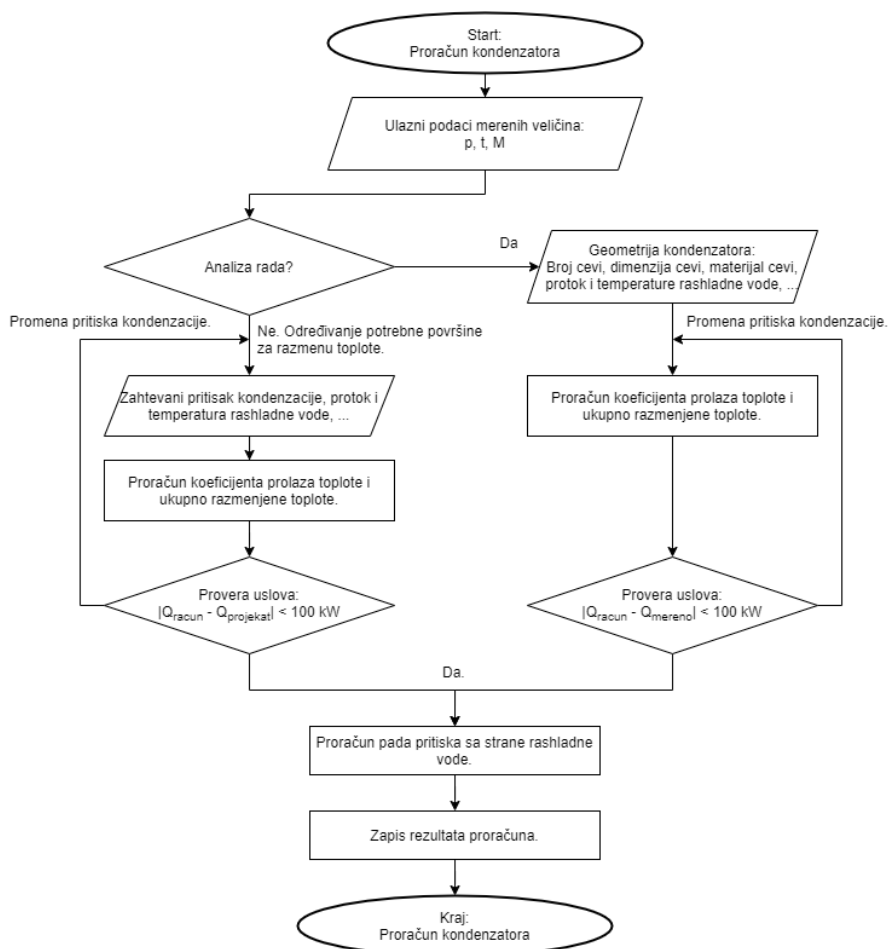 Start:
Proračun kondenzatora
Ulazni podaci merenih veličina:
p, t, M
Analiza rada?
Da
Geometrija kondenzatora:
Broj cevi, dimenzija cevi, materijal cevi,
protok i temperature rashladne vode, ...
Promena pritiska kondenzacije.
Ne. Određivanje potrebne površine
za razmenu toplote.
Promena pritiska kondenzacije.
Zahtevani pritisak kondenzacije, protok i
temperatura rashladne vode, ...
Proračun koeficijenta prolaza toplote i
ukupno razmenjene toplote.
Proračun koeficijenta prolaza toplote i
ukupno razmenjene toplote.
Provera uslova:
|Qracun - Qprojekat| < 100 kW
Provera uslova:
|Qracun - Qmereno| < 100 kW
Da.
Proračun pada pritiska sa strane rashladne
vode.
Zapis rezultata proračuna.
Kraj:
Proračun kondenzatora